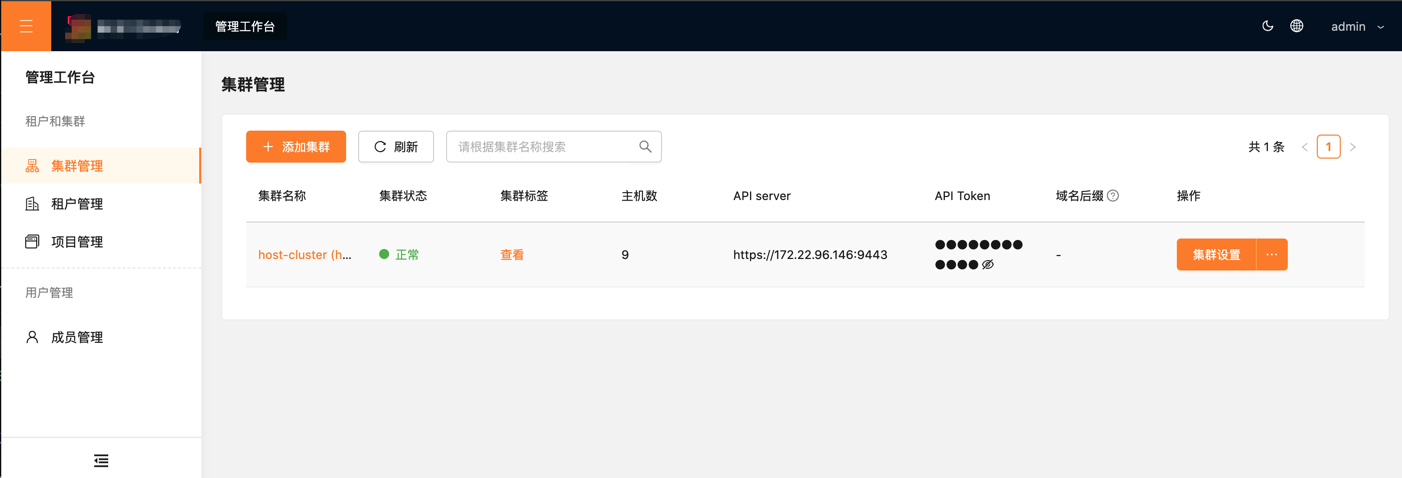 管理工作台
admin
管理工作台
租户和集群
集群管理
租户管理
项目管理
用户管理
成员管理
集群管理
添加集群
刷新
请根据集群名称搜索
共 1 条
1
集群名称 集群状态 集群标签 主机数 API server API Token 域名后缀 操作
host-cluster (h... 正常 查看 9 https://172.22.96.146:9443 - 集群设置 ...